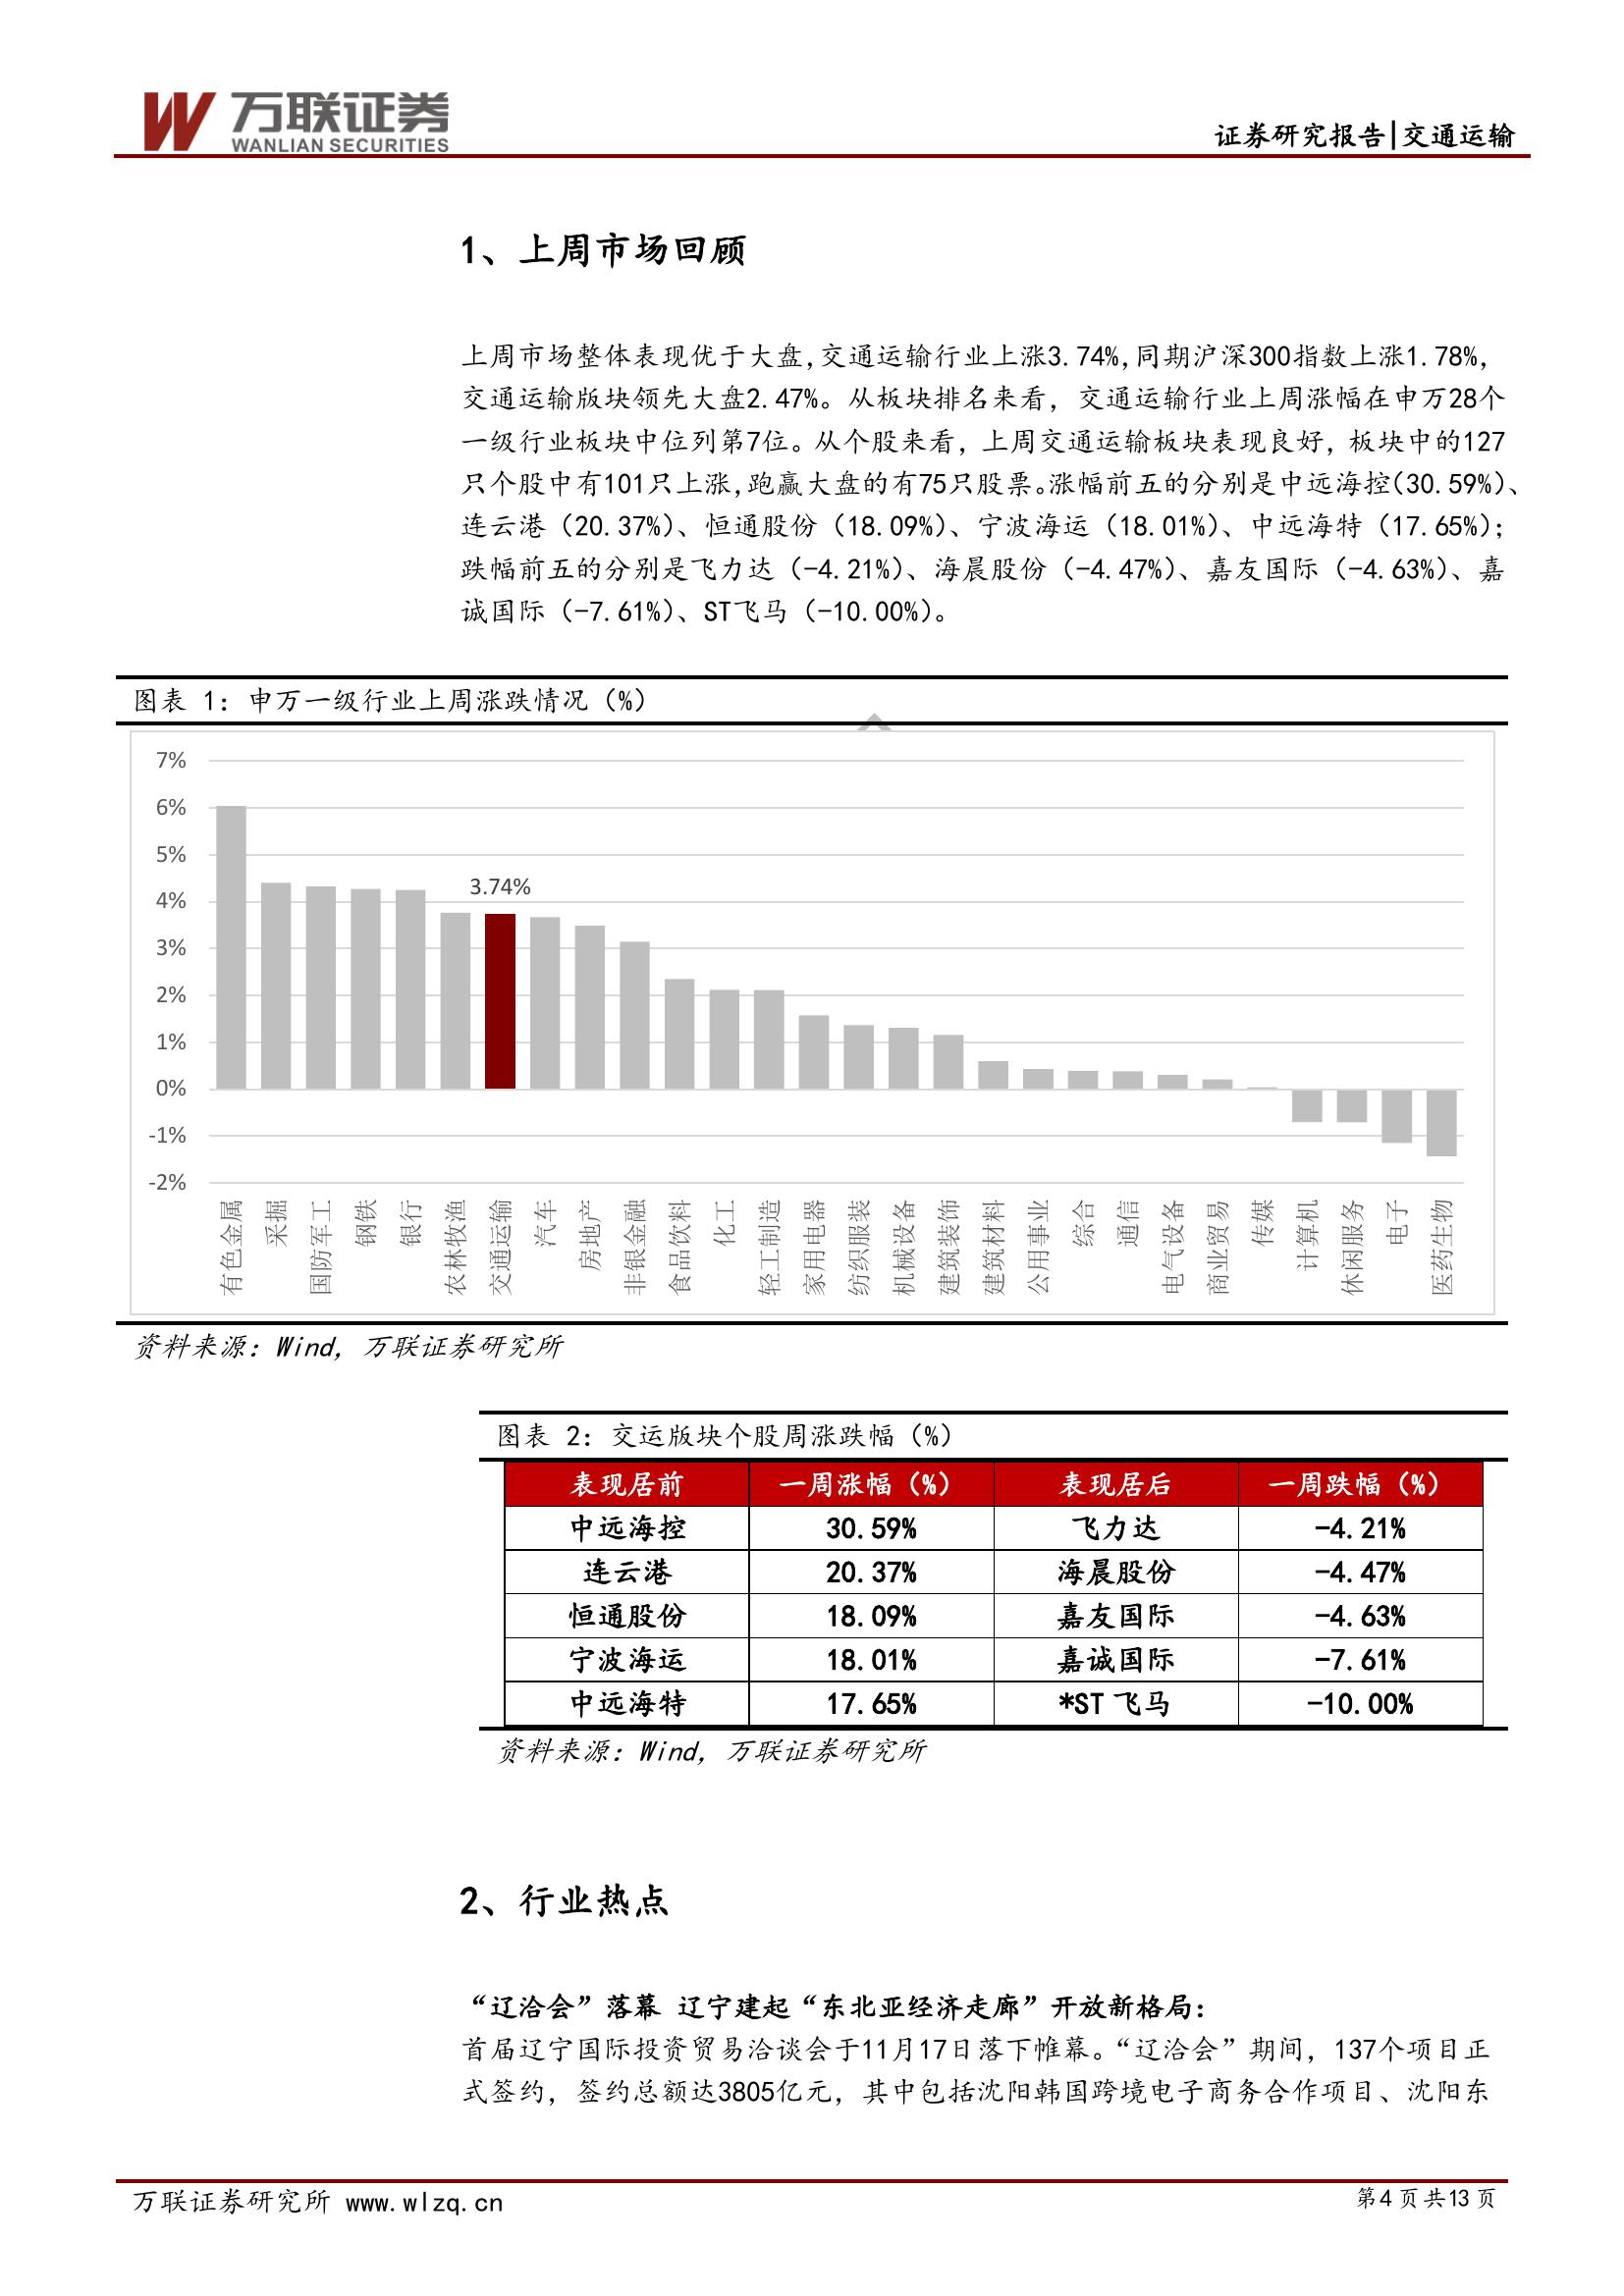 万联证券
WANLIAN SECURITIES
证券研究报告|交通运输
1、上周市场回顾
上周市场整体表现优于大盘,交通运输行业上涨3.74%,同期沪深300指数上涨1.78%,
交通运输版块领先大盘2.47%。从板块排名来看，交通运输行业上周涨幅在申万28个
一级行业板块中位列第7位。从个股来看，上周交通运输板块表现良好，板块中的127
只个股中有101只上涨,跑赢大盘的有75只股票。涨幅前五的分别是中远海控(30.59%)、
连云港（20.37%）、恒通股份（18.09%）、宁波海运（18.01%）、中远海特（17.65%）；
跌幅前五的分别是飞力达（-4.21%）、海晨股份（-4.47%）、嘉友国际（-4.63%）、嘉
诚国际（-7.61%）、ST飞马（-10.00%）。
图表 1：申万一级行业上周涨跌情况（%）
7%
6%
5%
4%
3%
2%
1%
0%
-1%
-2%
3.74%
有色金属
采掘
国防军工
钢铁
银行
农林牧渔
交通运输
汽车
房地产
非银金融
食品饮料
化工
轻工制造
家用电器
纺织服装
机械设备
建筑装饰
建筑材料
公用事业
综合
通信
电气设备
商业贸易
传媒
计算机
休闲服务
电子
医药生物
资料来源：Wind，万联证券研究所
图表 2：交运版块个股周涨跌幅（%）
表现居前 一周涨幅（%） 表现居后 一周跌幅（%）
中远海控 30.59% 飞力达 -4.21%
连云港 20.37% 海晨股份 -4.47%
恒通股份 18.09% 嘉友国际 -4.63%
宁波海运 18.01% 嘉诚国际 -7.61%
中远海特 17.65% *ST 飞马 -10.00%
资料来源：Wind，万联证券研究所
2、行业热点
“辽洽会”落幕 辽宁建起“东北亚经济走廊”开放新格局：
首届辽宁国际投资贸易洽谈会于11月17日落下帷幕。“辽洽会”期间，137个项目正
式签约，签约总额达3805亿元，其中包括沈阳韩国跨境电子商务合作项目、沈阳东
万联证券研究所 www.wlzq.cn
第4 页 共13 页